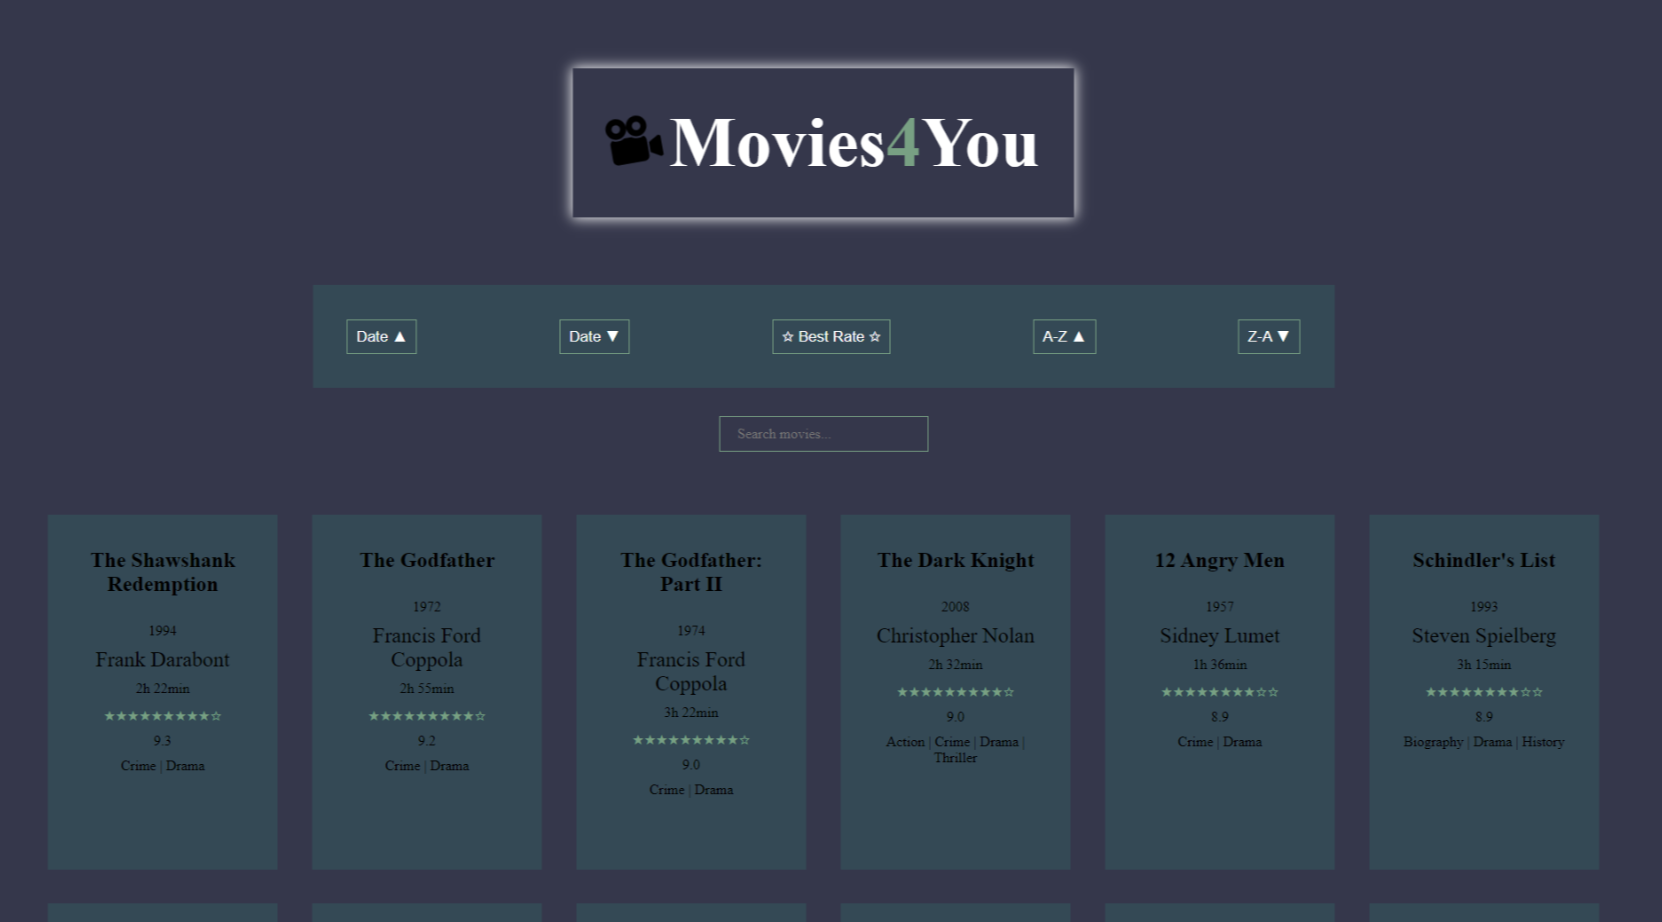 Movies4You
Date ▲
Date ▼
☆ Best Rate ☆
A-Z ▲
Z-A ▼
Search movies...
The Shawshank
Redemption
1994
Frank Darabont
2h 22min
★★★★★★★★★☆
9.3
Crime | Drama
The Godfather
1972
Francis Ford
Coppola
2h 55min
★★★★★★★★★☆
9.2
Crime | Drama
The Godfather:
Part II
1974
Francis Ford
Coppola
3h 22min
★★★★★★★★★☆
9.0
Crime | Drama
The Dark Knight
2008
Christopher Nolan
2h 32min
★★★★★★★★★☆
9.0
Action | Crime | Drama |
Thriller
12 Angry Men
1957
Sidney Lumet
1h 36min
★★★★★★★★☆☆
8.9
Crime | Drama
Schindler's List
1993
Steven Spielberg
3h 15min
★★★★★★★★☆☆
8.9
Biography | Drama | History